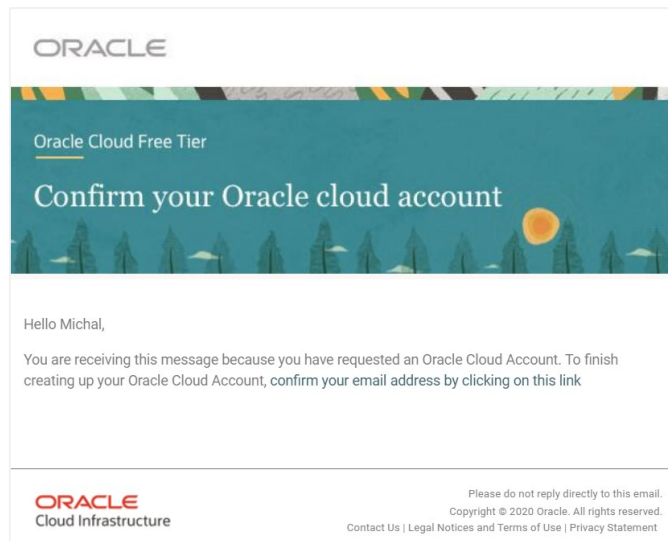 ORACLE
Oracle Cloud Free Tier
Confirm your Oracle cloud account
Hello Michal,
You are receiving this message because you have requested an Oracle Cloud Account. To finish
creating up your Oracle Cloud Account, confirm your email address by clicking on this link
ORACLE
Cloud Infrastructure
Please do not reply directly to this email.
Copyright © 2020 Oracle. All rights reserved.
Contact Us | Legal Notices and Terms of Use | Privacy Statement